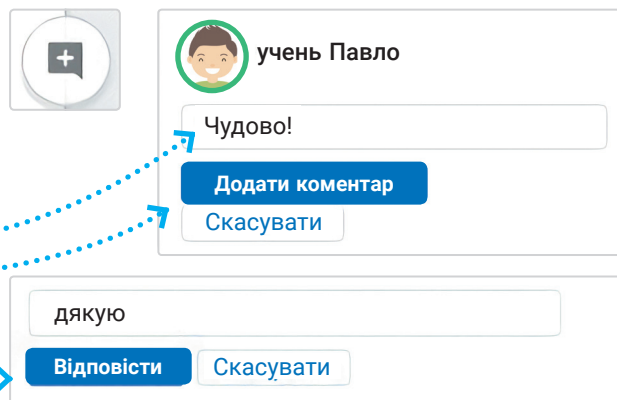 учень Павло
Чудово!
Додати коментар
Скасувати
дякую
Відповісти Скасувати